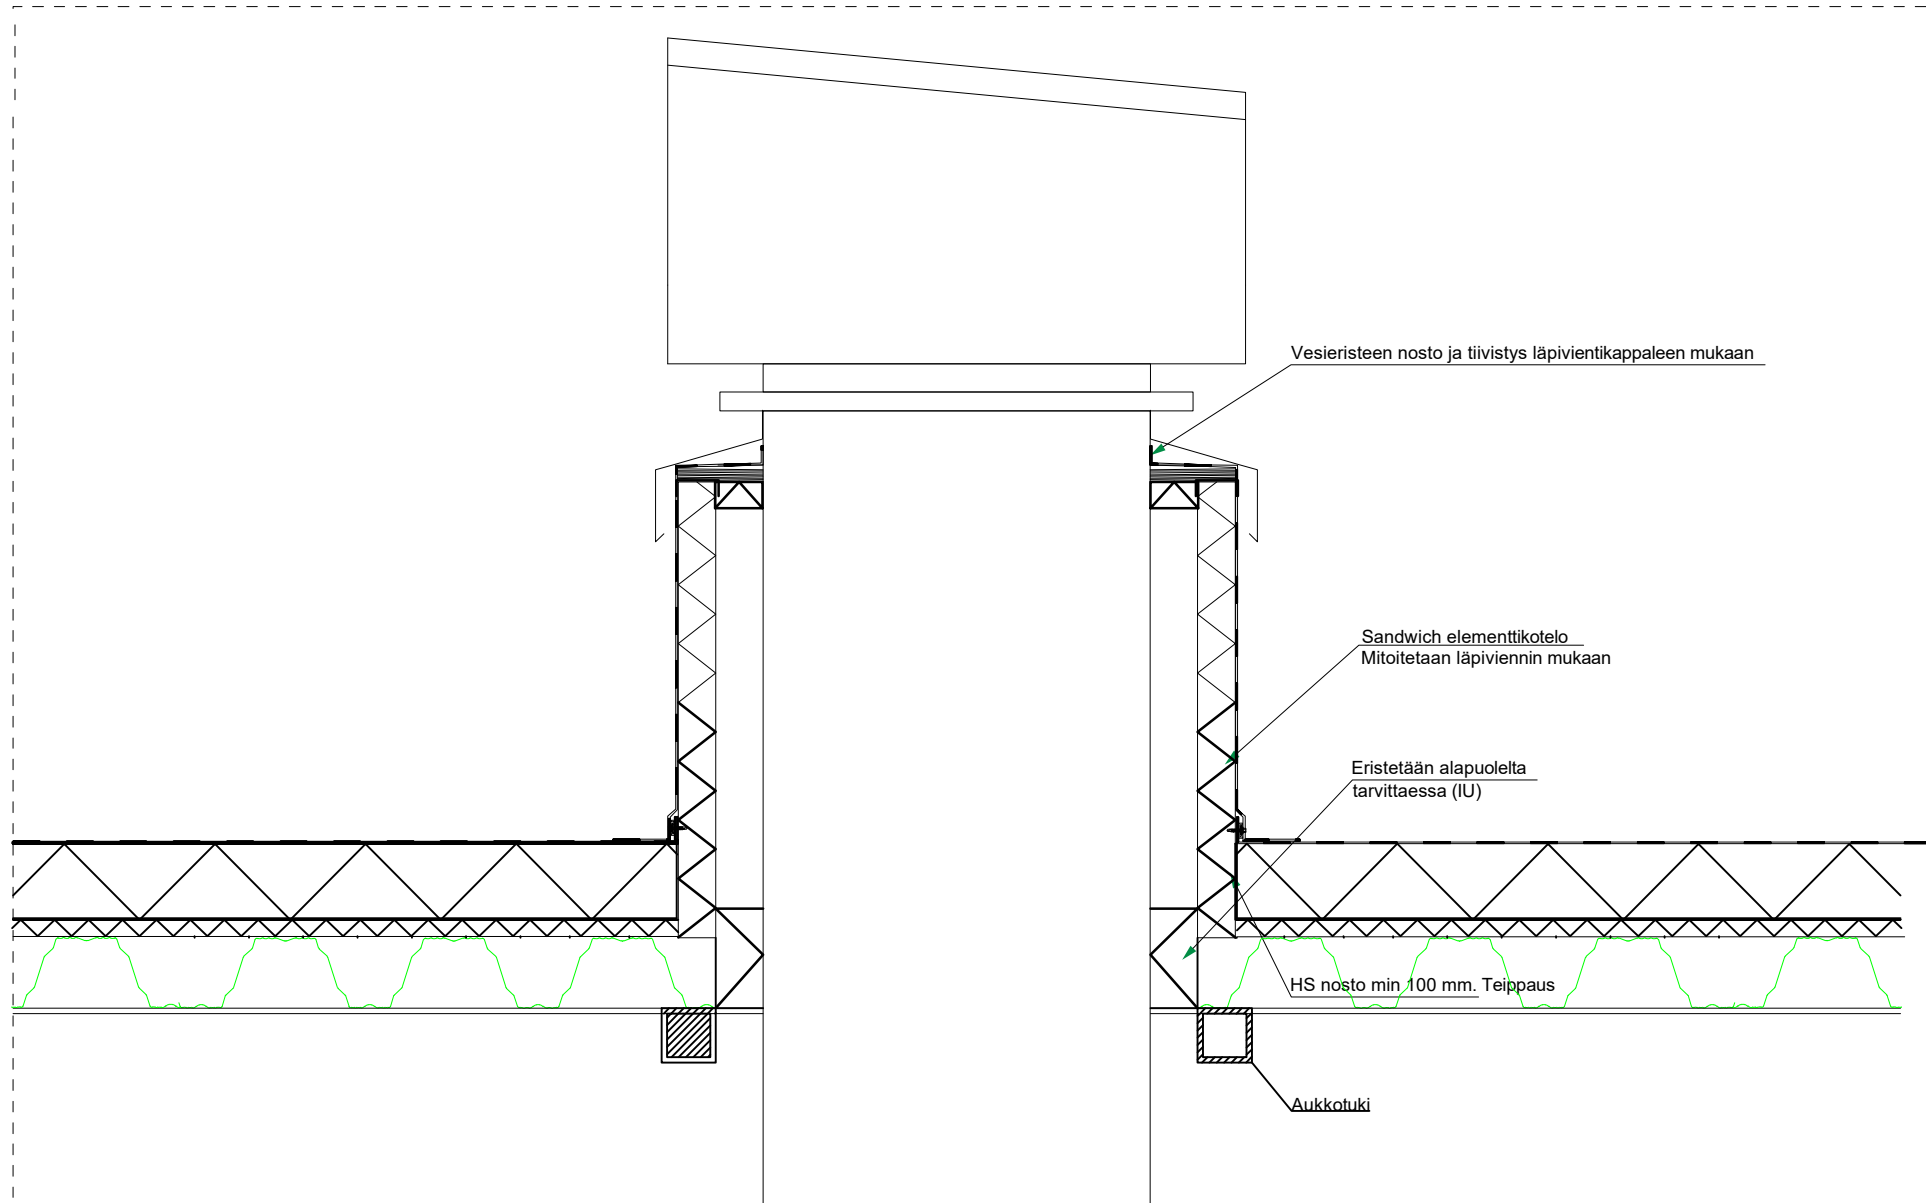 Vesieristeen nosto ja tiivistys läpivientikappaleen mukaan
Sandwich elementtikotelo
Mitoitetaan läpiviennin mukaan
Eristetään alapuolelta
tarvittaessa (IU)
HS nosto min 100 mm. Teippaus
Aukkotuki